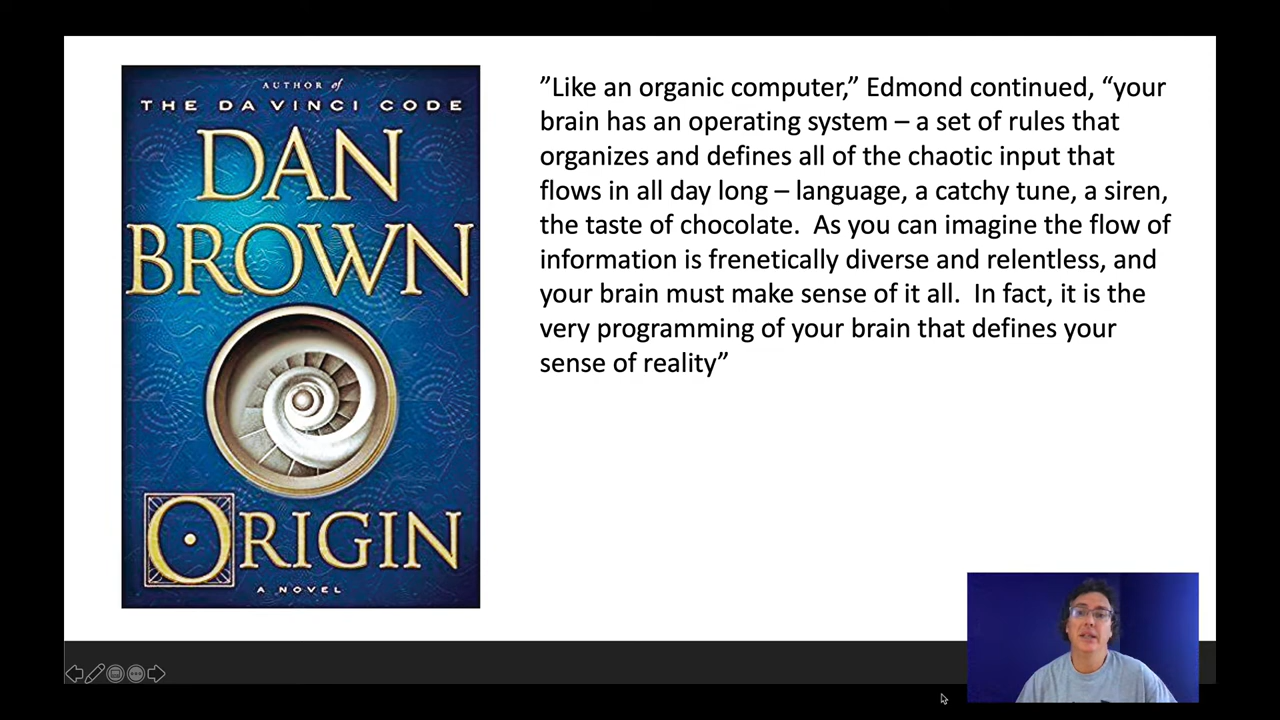 AUTHOR of
THE DA VINCI CODE
DAN
BROWN
ORIGIN
A NOVEL
”Like an organic computer,” Edmond continued, “your
brain has an operating system – a set of rules that
organizes and defines all of the chaotic input that
flows in all day long – language, a catchy tune, a siren,
the taste of chocolate.  As you can imagine the flow of
information is frenetically diverse and relentless, and
your brain must make sense of it all.  In fact, it is the
very programming of your brain that defines your
sense of reality”